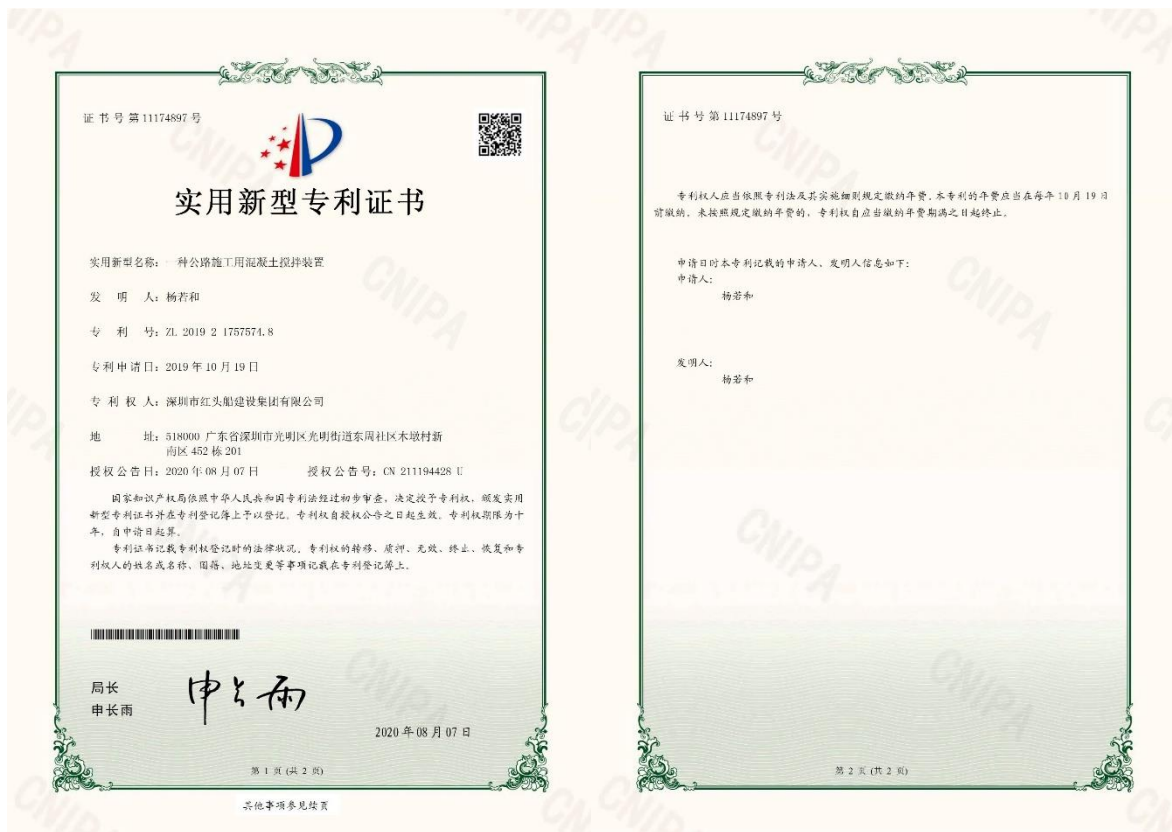 证书号第11174897号
实用新型专利证书
实用新型名称：一种公路施工用混凝土搅拌装置
发 明 人：杨若和
专 利 号：ZL 2019 2 1757574.8
专利申请日：2019年10月19日
专 利 权 人：深圳市红头船建设集团有限公司
地 址：518000 广东省深圳市光明区光明街道东周社区木墩村新
南区452栋201
授权公告日：2020年08月07日 授权公告号：CN 211194428 U
国家知识产权局依照中华人民共和国专利法经过初步审查，决定授予专利权，颁发实用
新型专利证书并在专利登记簿上予以登记。专利权自授权公告之日起生效。专利权期限为十
年，自申请日起算。
专利证书记载专利权登记时的法律状况。专利权的转移、质押、无效、终止、恢复和专
利权人的姓名或名称、国籍、地址变更等事项记载在专利登记簿上。
局长
申长雨
申长雨
2020年08月07日
第 1 页 (共 2 页)
其他事项参见续页
证书号第11174897号
专利权人应当依照专利法及其实施细则规定缴纳年费。本专利的年费应当在每年10月19日
前缴纳。未按照规定缴纳年费的，专利权自应当缴纳年费期满之日起终止。
申请日时本专利记载的申请人、发明人信息如下：
申请人：
杨若和
发明人：
杨若和
第 2 页 (共 2 页)
CNIPA